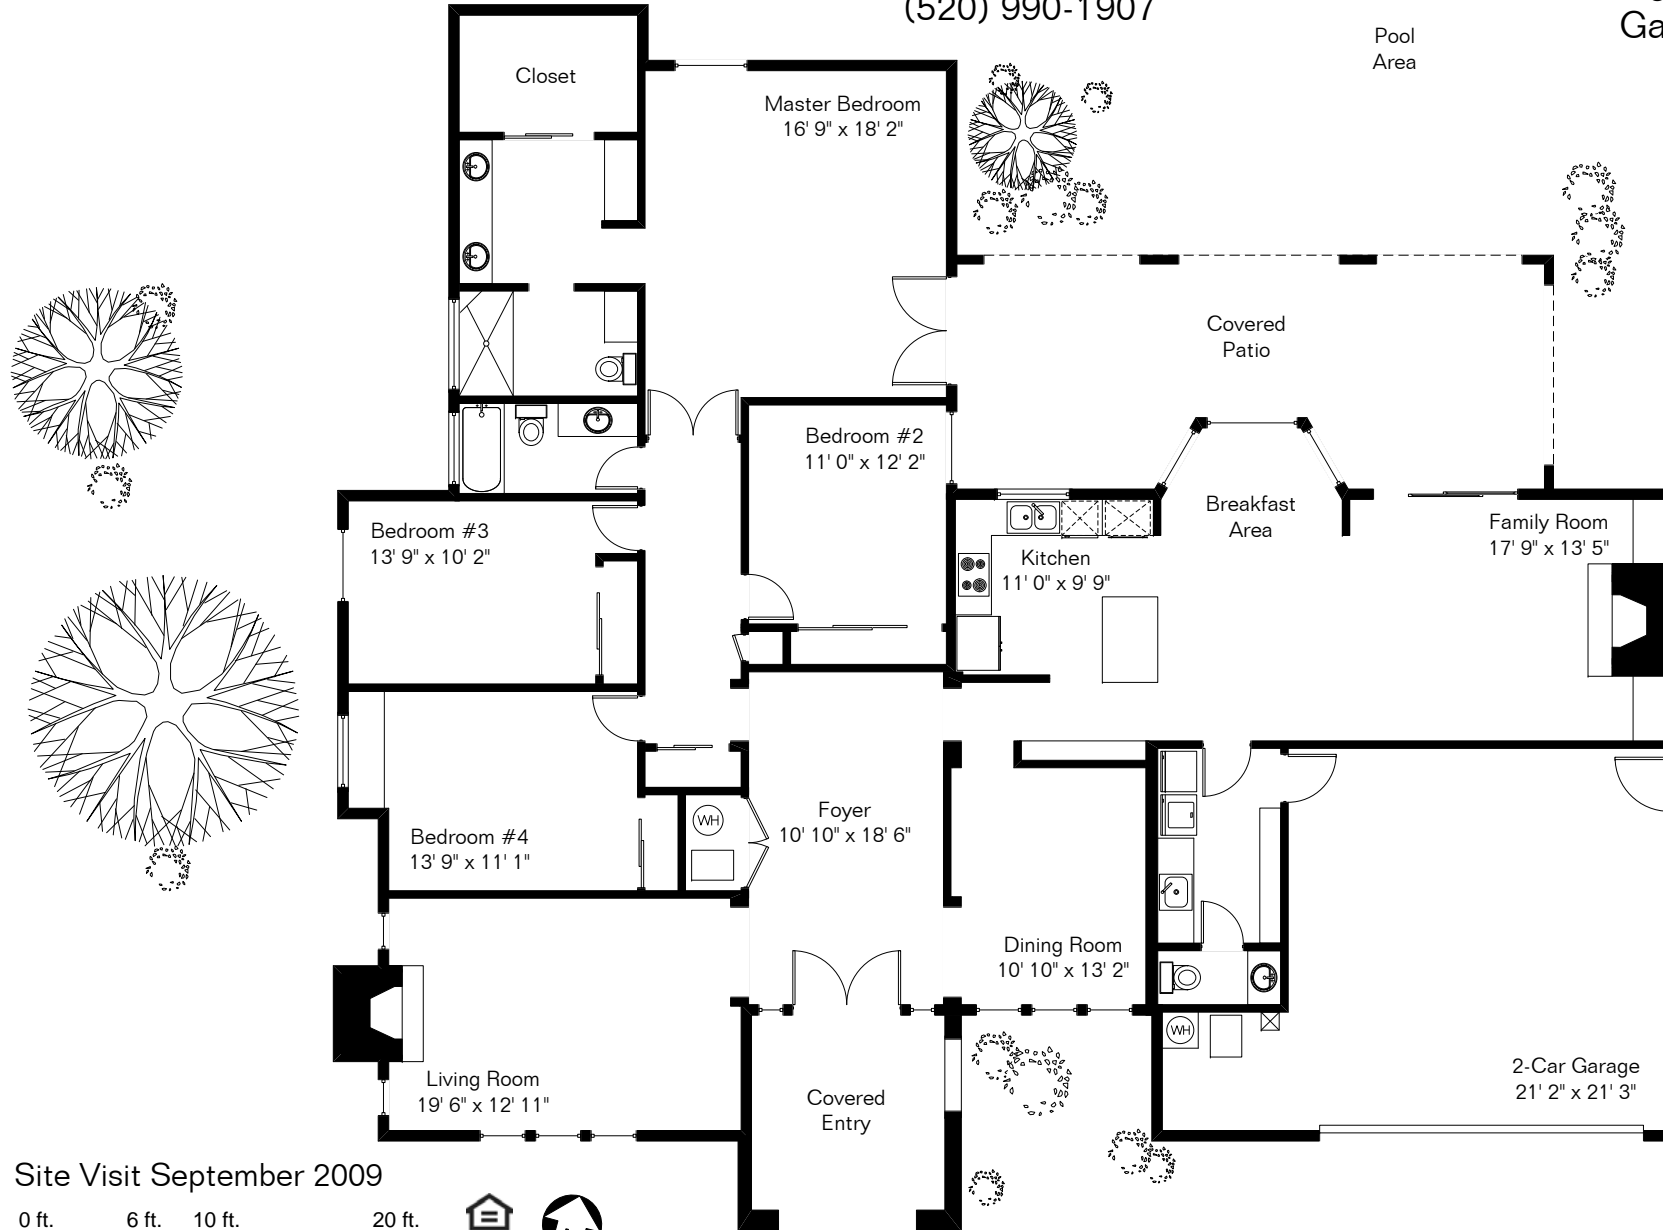 (520) 990-1907
Ga
Pool
Area
Closet
Master Bedroom
16' 9" x 18' 2"
Covered
Patio
Bedroom #2
11' 0" x 12' 2"
Breakfast
Area
Family Room
17' 9" x 13' 5"
Bedroom #3
13' 9" x 10' 2"
Kitchen
11' 0" x 9' 9"
Foyer
10' 10" x 18' 6"
WH
Bedroom #4
13' 9" x 11' 1"
Dining Room
10' 10" x 13' 2"
WH
2-Car Garage
21' 2" x 21' 3"
Living Room
19' 6" x 12' 11"
Covered
Entry
Site Visit September 2009
0 ft. 6 ft. 10 ft. 20 ft.